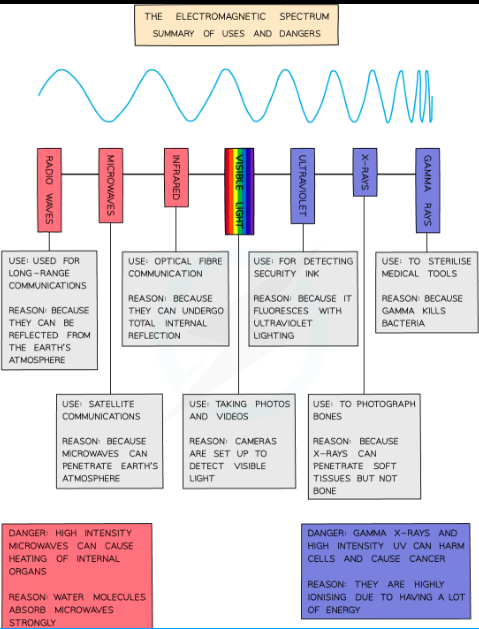 THE ELECTROMAGNETIC SPECTRUM
SUMMARY OF USES AND DANGERS
RADIO WAVES
MICROWAVES
INFRARED
VISIBLE LIGHT
ULTRAVIOLET
X-RAYS
GAMMA RAYS
USE: USED FOR
LONG-RANGE
COMMUNICATIONS
REASON: BECAUSE
THEY CAN BE
REFLECTED FROM
THE EARTH'S
ATMOSPHERE
USE: OPTICAL FIBRE
COMMUNICATION
REASON: BECAUSE
THEY CAN UNDERGO
TOTAL INTERNAL
REFLECTION
USE: FOR DETECTING
SECURITY INK
REASON: BECAUSE IT
FLUORESCES WITH
ULTRAVIOLET
LIGHTING
USE: TO STERILISE
MEDICAL TOOLS
REASON: BECAUSE
GAMMA KILLS
BACTERIA
USE: SATELLITE
COMMUNICATIONS
REASON: BECAUSE
MICROWAVES CAN
PENETRATE EARTH'S
ATMOSPHERE
USE: TAKING PHOTOS
AND VIDEOS
REASON: CAMERAS
ARE SET UP TO
DETECT VISIBLE
LIGHT
USE: TO PHOTOGRAPH
BONES
REASON: BECAUSE
X-RAYS CAN
PENETRATE SOFT
TISSUES BUT NOT
BONE
DANGER: HIGH INTENSITY
MICROWAVES CAN CAUSE
HEATING OF INTERNAL
ORGANS
REASON: WATER MOLECULES
ABSORB MICROWAVES
STRONGLY
DANGER: GAMMA X-RAYS AND
HIGH INTENSITY UV CAN HARM
CELLS AND CAUSE CANCER
REASON: THEY ARE HIGHLY
IONISING DUE TO HAVING A LOT
OF ENERGY